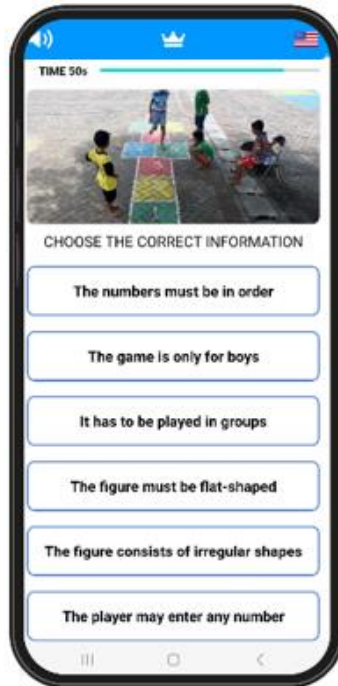 TIME 50s
CHOOSE THE CORRECT INFORMATION
The numbers must be in order
The game is only for boys
It has to be played in groups
The figure must be flat-shaped
The figure consists of irregular shapes
The player may enter any number